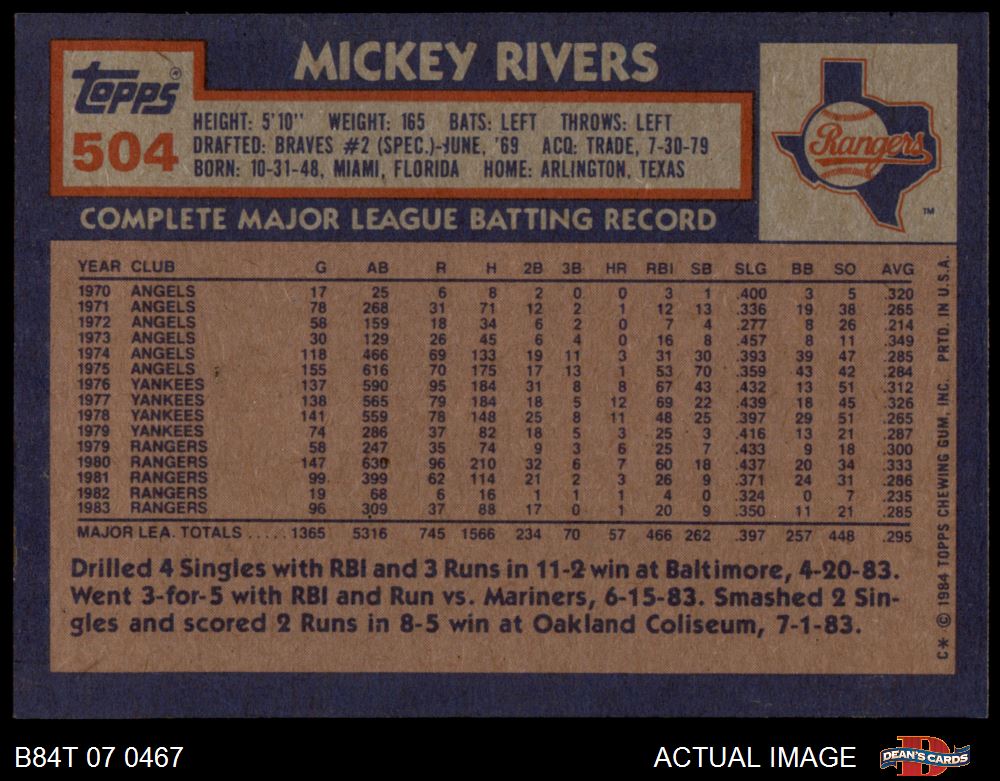 MICKEY RIVERS
Topps®
504
HEIGHT: 5'10" WEIGHT: 165 BATS: LEFT THROWS: LEFT
DRAFTED: BRAVES #2 (SPEC.)-JUNE, '69 ACQ: TRADE, 7-30-79
BORN: 10-31-48, MIAMI, FLORIDA HOME: ARLINGTON, TEXAS
Rangers
TM
COMPLETE MAJOR LEAGUE BATTING RECORD
YEAR CLUB G AB R H 2B 3B HR RBI SB SLG BB SO AVG
1970 ANGELS 17 25 6 8 2 0 0 3 1 .400 3 5 .320
1971 ANGELS 78 268 31 71 12 2 1 12 13 .336 19 38 .265
1972 ANGELS 58 159 18 34 6 2 0 7 4 .277 8 26 .214
1973 ANGELS 30 129 26 45 6 4 0 16 8 .457 8 11 .349
1974 ANGELS 118 466 69 133 19 11 3 31 30 .393 39 47 .285
1975 ANGELS 155 616 70 175 17 13 1 53 70 .359 43 42 .284
1976 YANKEES 137 590 95 184 31 8 8 67 43 .432 13 51 .312
1977 YANKEES 138 565 79 184 18 5 12 69 22 .439 18 45 .326
1978 YANKEES 141 559 78 148 25 8 11 48 25 .397 29 51 .265
1979 YANKEES 74 286 37 82 18 5 3 25 3 .416 13 21 .287
1979 RANGERS 58 247 35 74 9 3 6 25 7 .433 9 18 .300
1980 RANGERS 147 630 96 210 32 6 7 60 18 .437 20 34 .333
1981 RANGERS 99 399 62 114 21 2 3 26 9 .371 24 31 .286
1982 RANGERS 19 68 6 16 1 1 1 4 0 .324 0 7 .235
1983 RANGERS 96 309 37 88 17 0 1 20 9 .350 11 21 .285
MAJOR LEA. TOTALS ..... 1365 5316 745 1566 234 70 57 466 262 .397 257 448 .295
Drilled 4 Singles with RBI and 3 Runs in 11-2 win at Baltimore, 4-20-83.
Went 3-for-5 with RBI and Run vs. Mariners, 6-15-83. Smashed 2 Sin-
gles and scored 2 Runs in 8-5 win at Oakland Coliseum, 7-1-83.
C* © 1984 TOPPS CHEWING GUM, INC. PRTD. IN U.S.A.
B84T 07 0467
ACTUAL IMAGE
DEAN'S CARDS